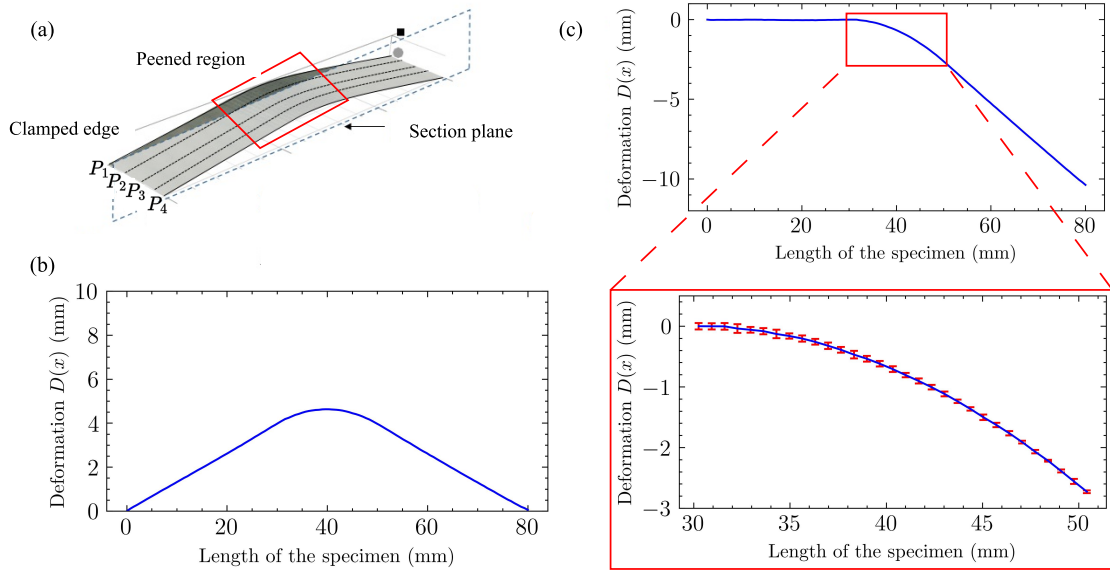 (a)
Peened region
Clamped edge
Section plane
P1
P2
P3
P4
(b)
Deformation D(x) (mm)
10
8
6
4
2
0
0 20 40 60 80
Length of the specimen (mm)
(c)
Deformation D(x) (mm)
0
−5
−10
0 20 40 60 80
Length of the specimen (mm)
Deformation D(x) (mm)
0
−1
−2
−3
30 35 40 45 50
Length of the specimen (mm)